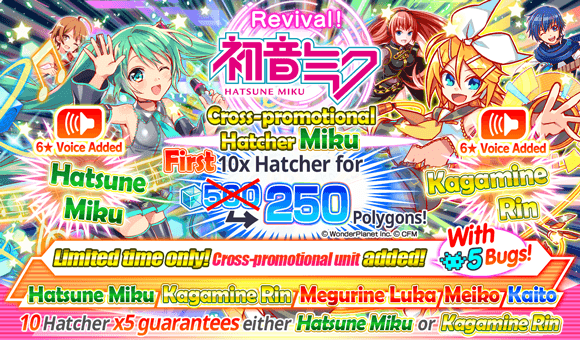 Revival!
初音ミク
HATSUNE MIKU
Cross-promotional
Hatcher Miku
First 10x Hatcher for
500 250 Polygons!
© WonderPlanet Inc. © CFM
6★ Voice Added
Hatsune
Miku
6★ Voice Added
Kagamine
Rin
Limited time only! Cross-promotional unit added!
With
5 Bugs!
Hatsune Miku Kagamine Rin Megurine Luka Meiko Kaito
10 Hatcher x5 guarantees either Hatsune Miku or Kagamine Rin